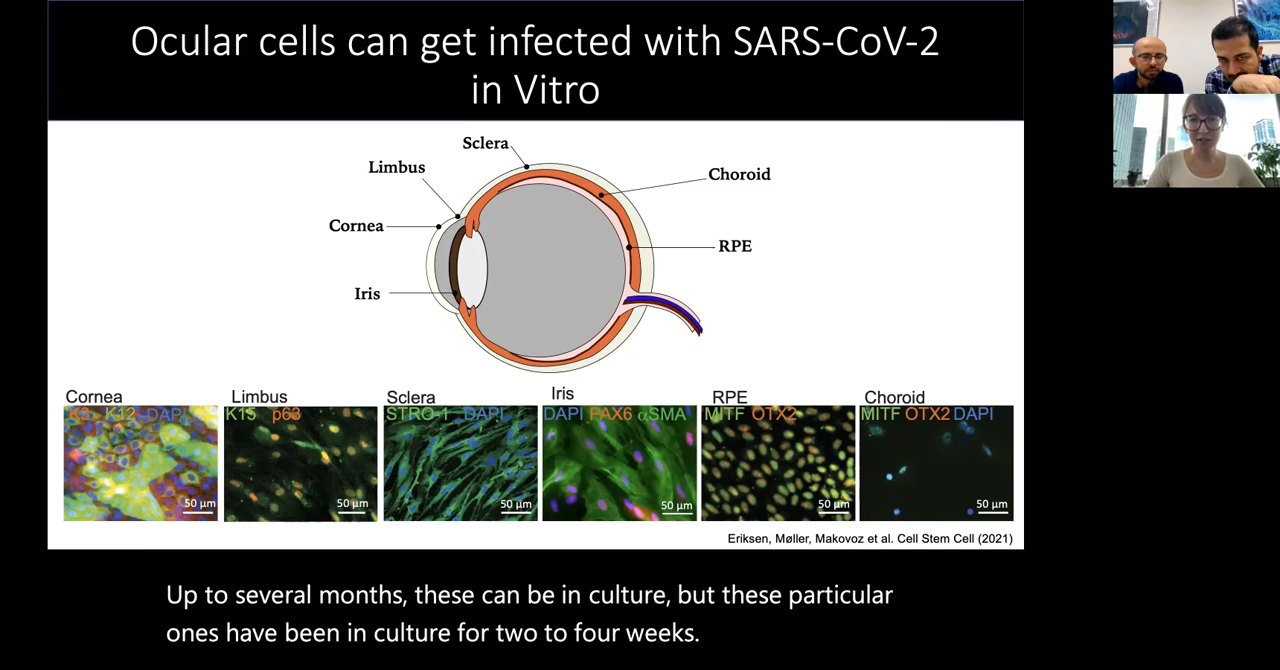 Ocular cells can get infected with SARS-CoV-2
in Vitro
Sclera
Limbus
Choroid
Cornea
RPE
Iris
Cornea
K3 K12 DAPI
50 µm
Limbus
K15 p63
50 µm
Sclera
STRO-1 DAPI
50 µm
Iris
DAPI PAX6 αSMA
50 µm
RPE
MITF OTX2
50 µm
Choroid
MITF OTX2 DAPI
50 µm
Eriksen, Møller, Makovoz et al. Cell Stem Cell (2021)
Up to several months, these can be in culture, but these particular
ones have been in culture for two to four weeks.